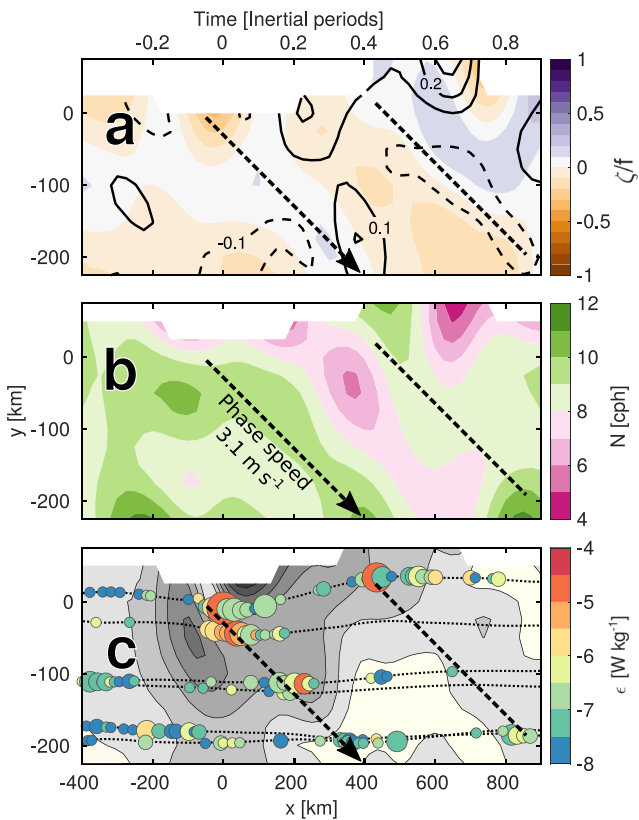 Time [Inertial periods]
-0.2 0 0.2 0.4 0.6 0.8
a
0.2
-0.1
0.1
0
-100
-200
1
0.5
0
-0.5
-1
ζ/f
b
Phase speed
3.1 m s⁻¹
0
-100
-200
y [km]
12
10
8
6
4
N [cph]
c
0
-100
-200
-4
-5
-6
-7
-8
ϵ [W kg⁻¹]
-400 -200 0 200 400 600 800
x [km]